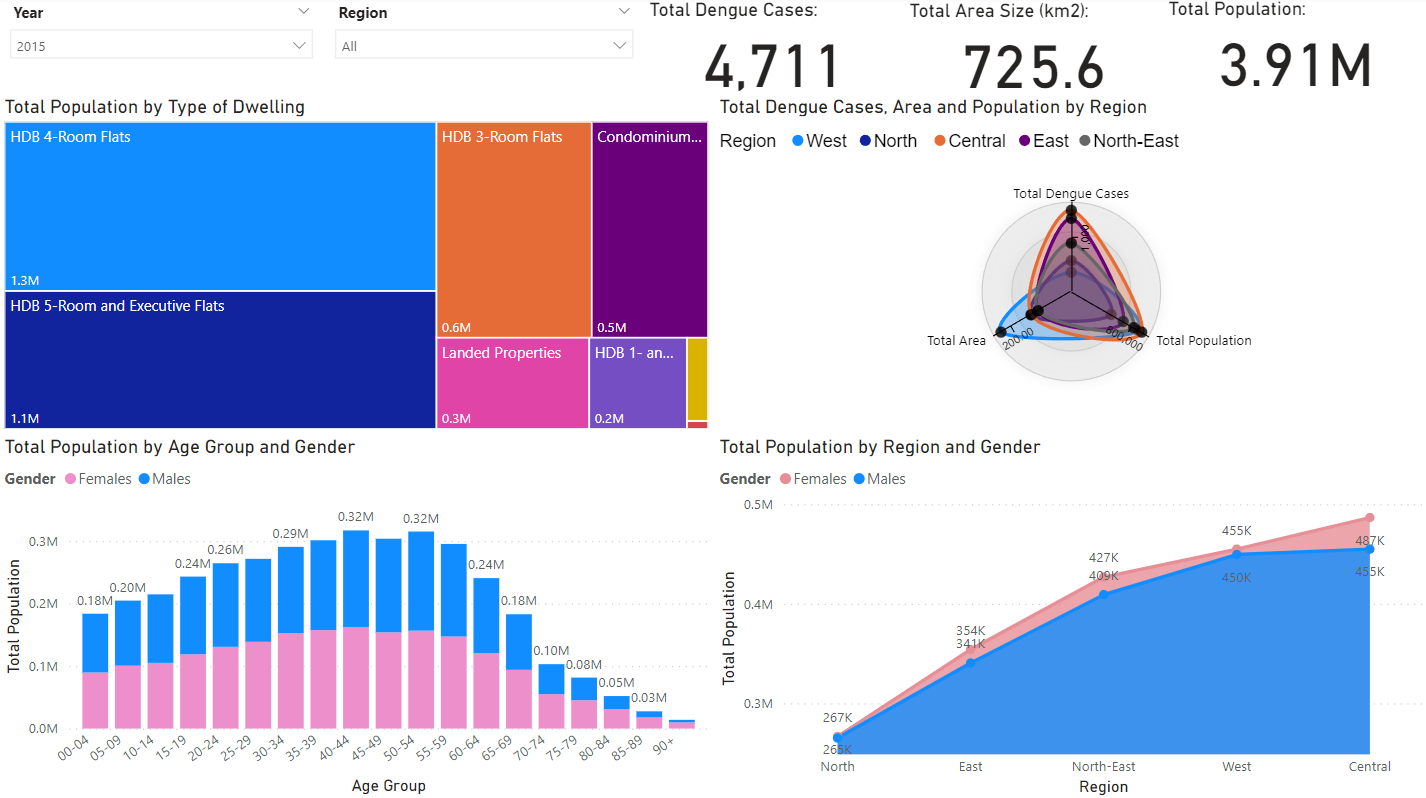 Year
2015
Region
All
Total Dengue Cases:
4,711
Total Area Size (km2):
725.6
Total Population:
3.91M
Total Population by Type of Dwelling
HDB 4-Room Flats
1.3M
HDB 5-Room and Executive Flats
1.1M
HDB 3-Room Flats
0.6M
Condominium...
0.5M
Landed Properties
0.3M
HDB 1- an...
0.2M
Total Dengue Cases, Area and Population by Region
Region West North Central East North-East
Total Dengue Cases
1,000
Total Area
200.00
800,000
Total Population
Total Population by Age Group and Gender
Gender Females Males
Total Population
0.3M
0.2M
0.1M
0.0M
0.18M
0.20M
0.24M
0.26M
0.29M
0.32M
0.32M
0.24M
0.18M
0.10M
0.08M
0.05M
0.03M
00-04
05-09
10-14
15-19
20-24
25-29
30-34
35-39
40-44
45-49
50-54
55-59
60-64
65-69
70-74
75-79
80-84
85-89
90+
Age Group
Total Population by Region and Gender
Gender Females Males
Total Population
0.5M
0.4M
0.3M
267K
265K
354K
341K
427K
409K
455K
450K
487K
455K
North
East
North-East
West
Central
Region